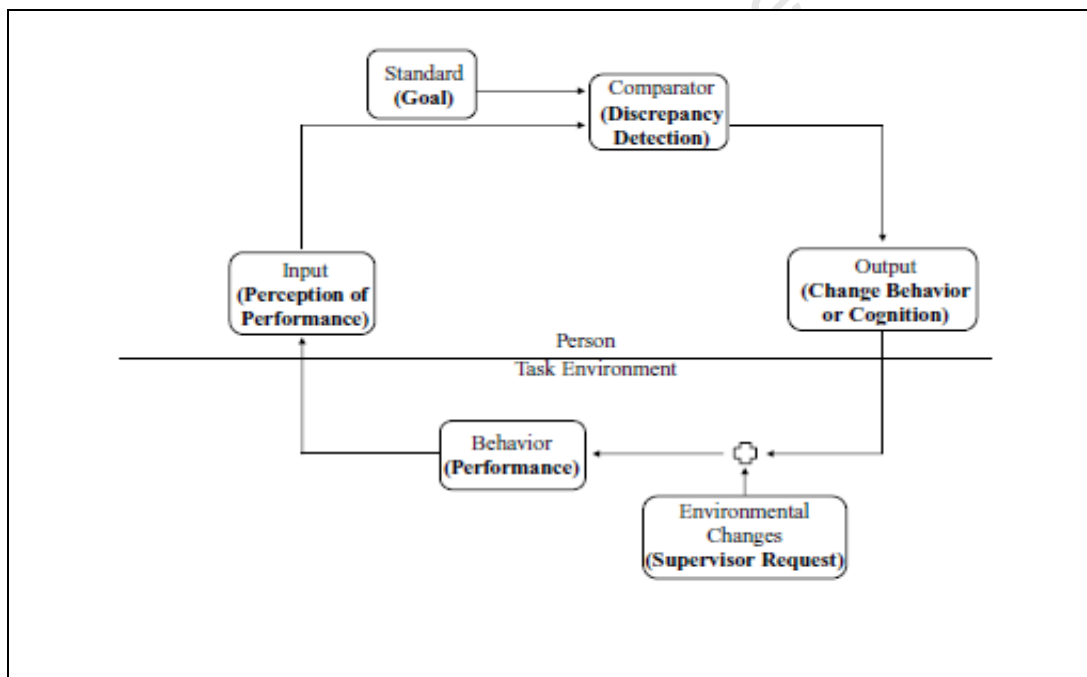 Standard
(Goal)
Comparator
(Discrepancy
Detection)
Input
(Perception of
Performance)
Output
(Change Behavior
or Cognition)
Person
Task Environment
Behavior
(Performance)
Environmental
Changes
(Supervisor Request)